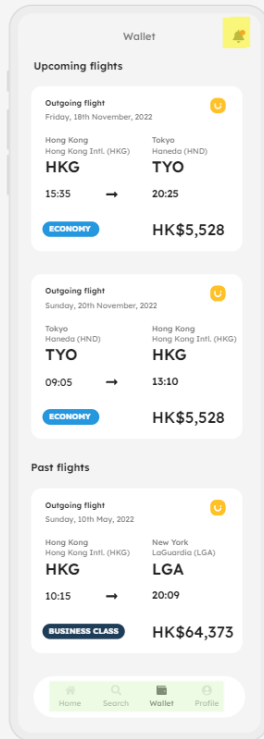 Wallet
Upcoming flights
Outgoing flight
Friday, 18th November, 2022
Hong Kong Tokyo
Hong Kong Intl. (HKG) Haneda (HND)
HKG TYO
15:35 → 20:25
ECONOMY HK$5,528
Outgoing flight
Sunday, 20th November, 2022
Tokyo Hong Kong
Haneda (HND) Hong Kong Intl. (HKG)
TYO HKG
09:05 → 13:10
ECONOMY HK$5,528
Past flights
Outgoing flight
Sunday, 10th May, 2022
Hong Kong New York
Hong Kong Intl. (HKG) LaGuardia (LGA)
HKG LGA
10:15 → 20:09
BUSINESS CLASS HK$64,373
Home Search Wallet Profile